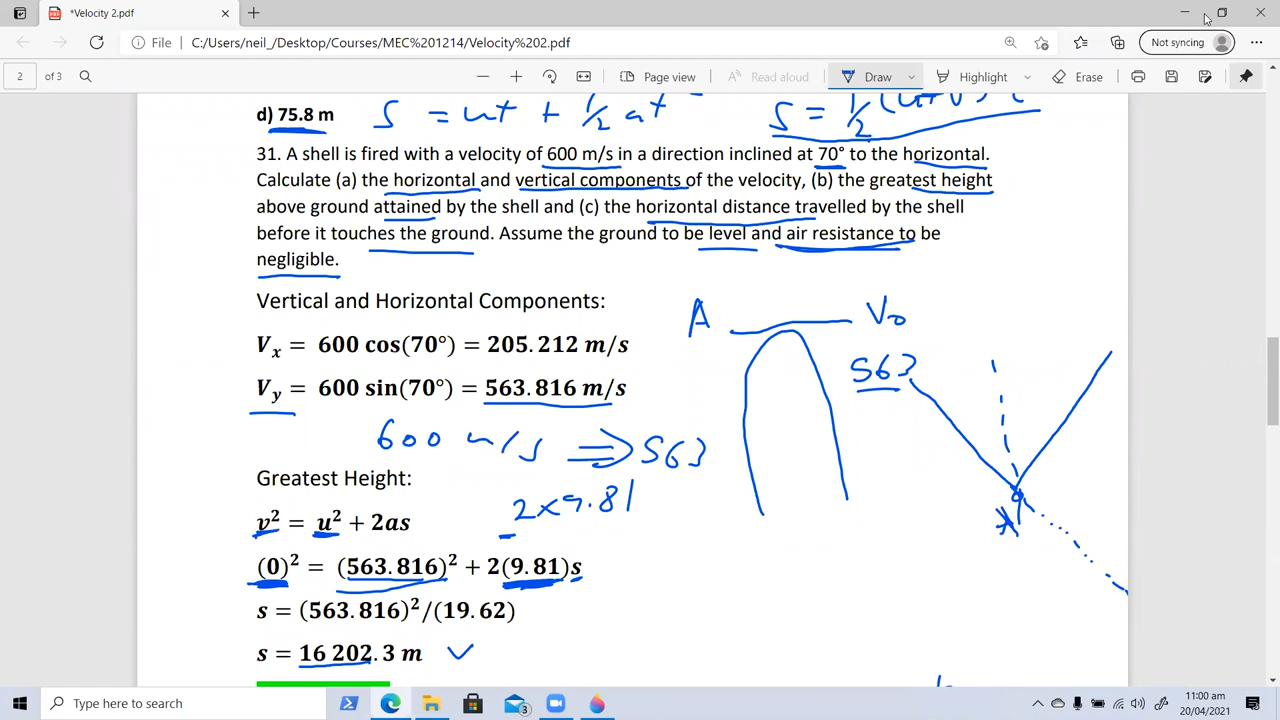 *Velocity 2.pdf
File C:/Users/neil_/Desktop/Courses/MEC%201214/Velocity%202.pdf
Not syncing
2 of 3
Page view
Read aloud
Draw
Highlight
Erase
d) 75.8 m S = ut + 1/2 at S = 1/2
31. A shell is fired with a velocity of 600 m/s in a direction inclined at 70° to the horizontal.
Calculate (a) the horizontal and vertical components of the velocity, (b) the greatest height
above ground attained by the shell and (c) the horizontal distance travelled by the shell
before it touches the ground. Assume the ground to be level and air resistance to be
negligible.
Vertical and Horizontal Components:
A V0
Vx = 600 cos(70°) = 205.212 m/s
563
Vy = 600 sin(70°) = 563.816 m/s
600 m/s ⇒ 563
Greatest Height:
2×9.81
v² = u² + 2as
(0)² = (563.816)² + 2(9.81)s
s = (563.816)²/(19.62)
s = 16 202.3 m
Type here to search
3
11:00 am
20/04/2021